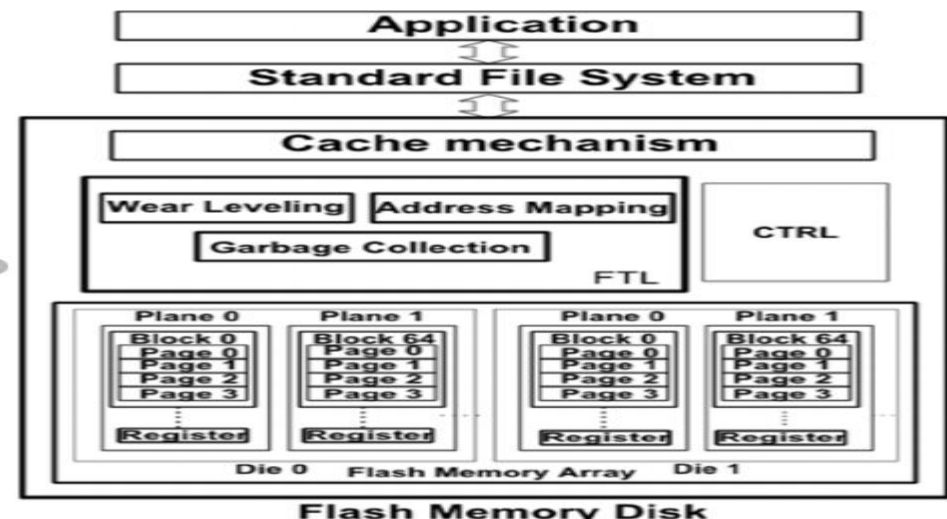 Application
Standard File System
Cache mechanism
Wear Leveling Address Mapping
Garbage Collection
FTL
CTRL
Plane 0 Plane 1 Plane 0 Plane 1
Block 0 Block 64 Block 0 Block 64
Page 0 Page 0 Page 0 Page 0
Page 1 Page 1 Page 1 Page 1
Page 2 Page 2 Page 2 Page 2
Page 3 Page 3 Page 3 Page 3
Register Register Register Register
Die 0 Flash Memory Array Die 1
Flash Memory Disk